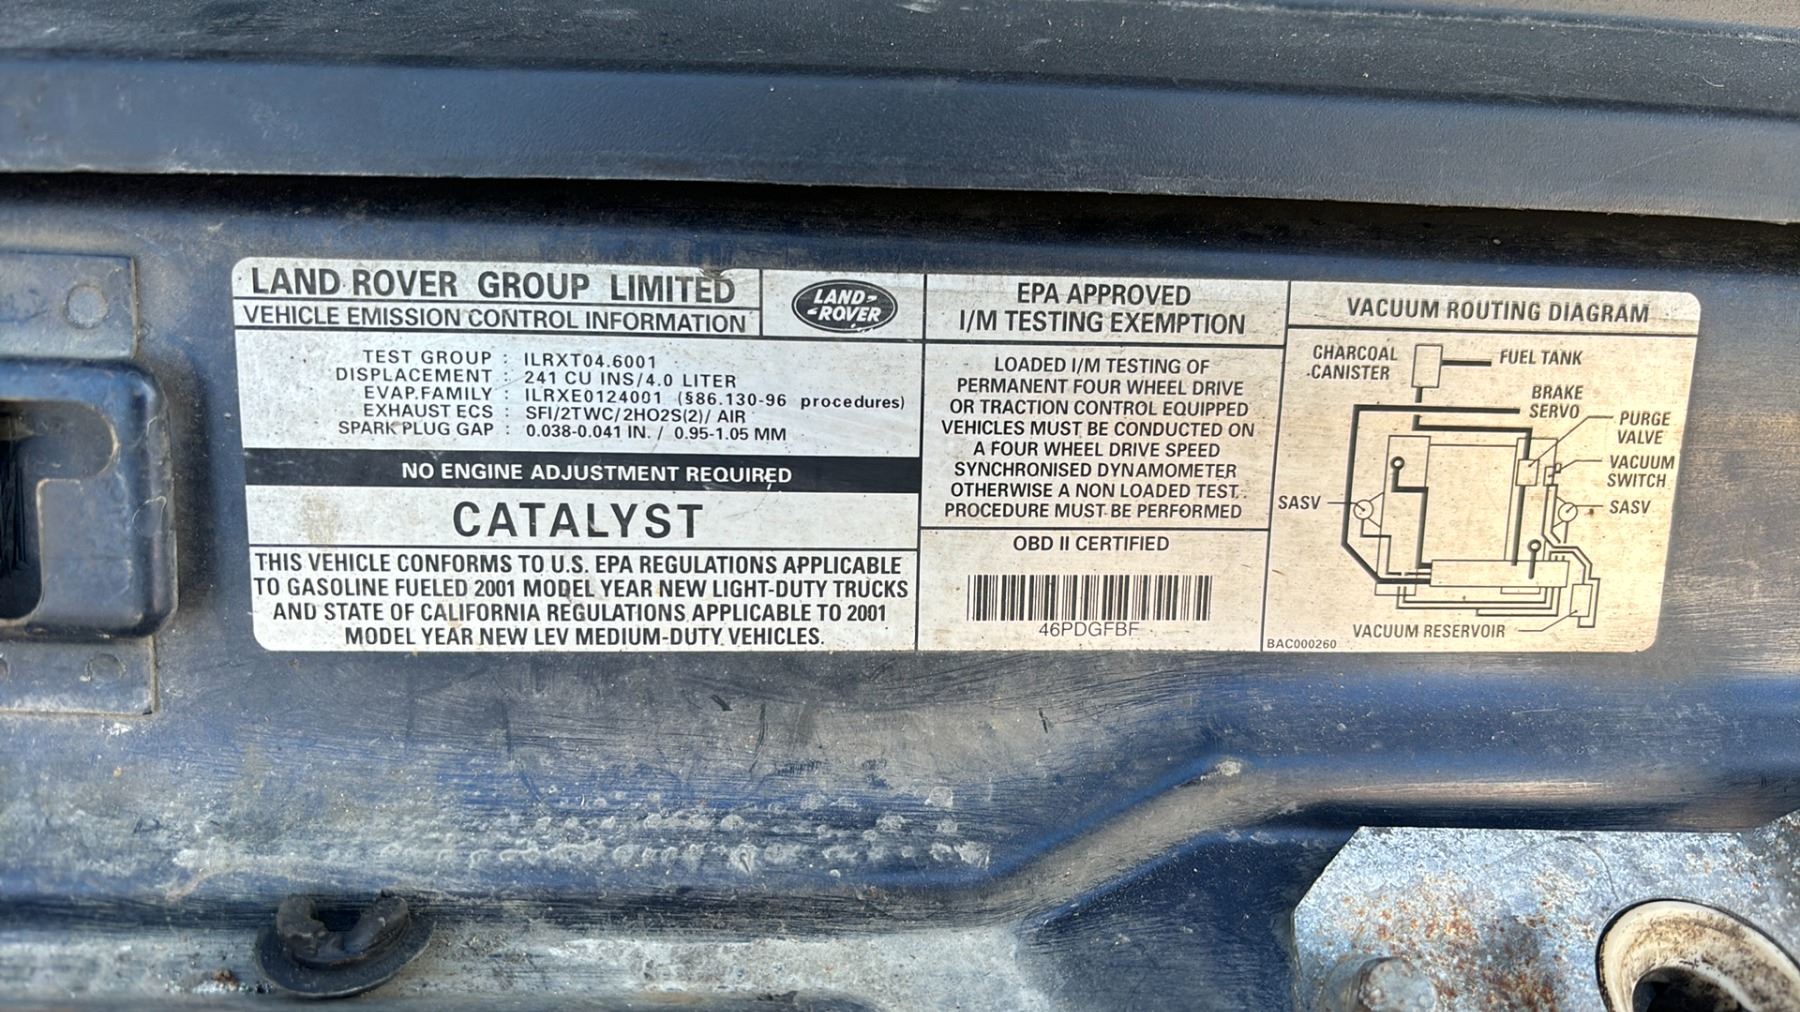 LAND ROVER GROUP LIMITED
VEHICLE EMISSION CONTROL INFORMATION
LAND-
-ROVER
TEST GROUP : 1LRXT04.6001
DISPLACEMENT : 241 CU INS/4.0 LITER
EVAP.FAMILY : 1LRXE0124001 (§86.130-96 procedures)
EXHAUST ECS : SFI/2TWC/2HO2S(2)/ AIR
SPARK PLUG GAP : 0.038-0.041 IN. / 0.95-1.05 MM
NO ENGINE ADJUSTMENT REQUIRED
CATALYST
THIS VEHICLE CONFORMS TO U.S. EPA REGULATIONS APPLICABLE
TO GASOLINE FUELED 2001 MODEL YEAR NEW LIGHT-DUTY TRUCKS
AND STATE OF CALIFORNIA REGULATIONS APPLICABLE TO 2001
MODEL YEAR NEW LEV MEDIUM-DUTY VEHICLES.
EPA APPROVED
I/M TESTING EXEMPTION
LOADED I/M TESTING OF
PERMANENT FOUR WHEEL DRIVE
OR TRACTION CONTROL EQUIPPED
VEHICLES MUST BE CONDUCTED ON
A FOUR WHEEL DRIVE SPEED
SYNCHRONISED DYNAMOMETER
OTHERWISE A NON LOADED TEST
PROCEDURE MUST BE PERFORMED
OBD II CERTIFIED
46PDGFBF
VACUUM ROUTING DIAGRAM
CHARCOAL
CANISTER
FUEL TANK
BRAKE
SERVO
PURGE
VALVE
VACUUM
SWITCH
SASV
SASV
VACUUM RESERVOIR
BAC000260